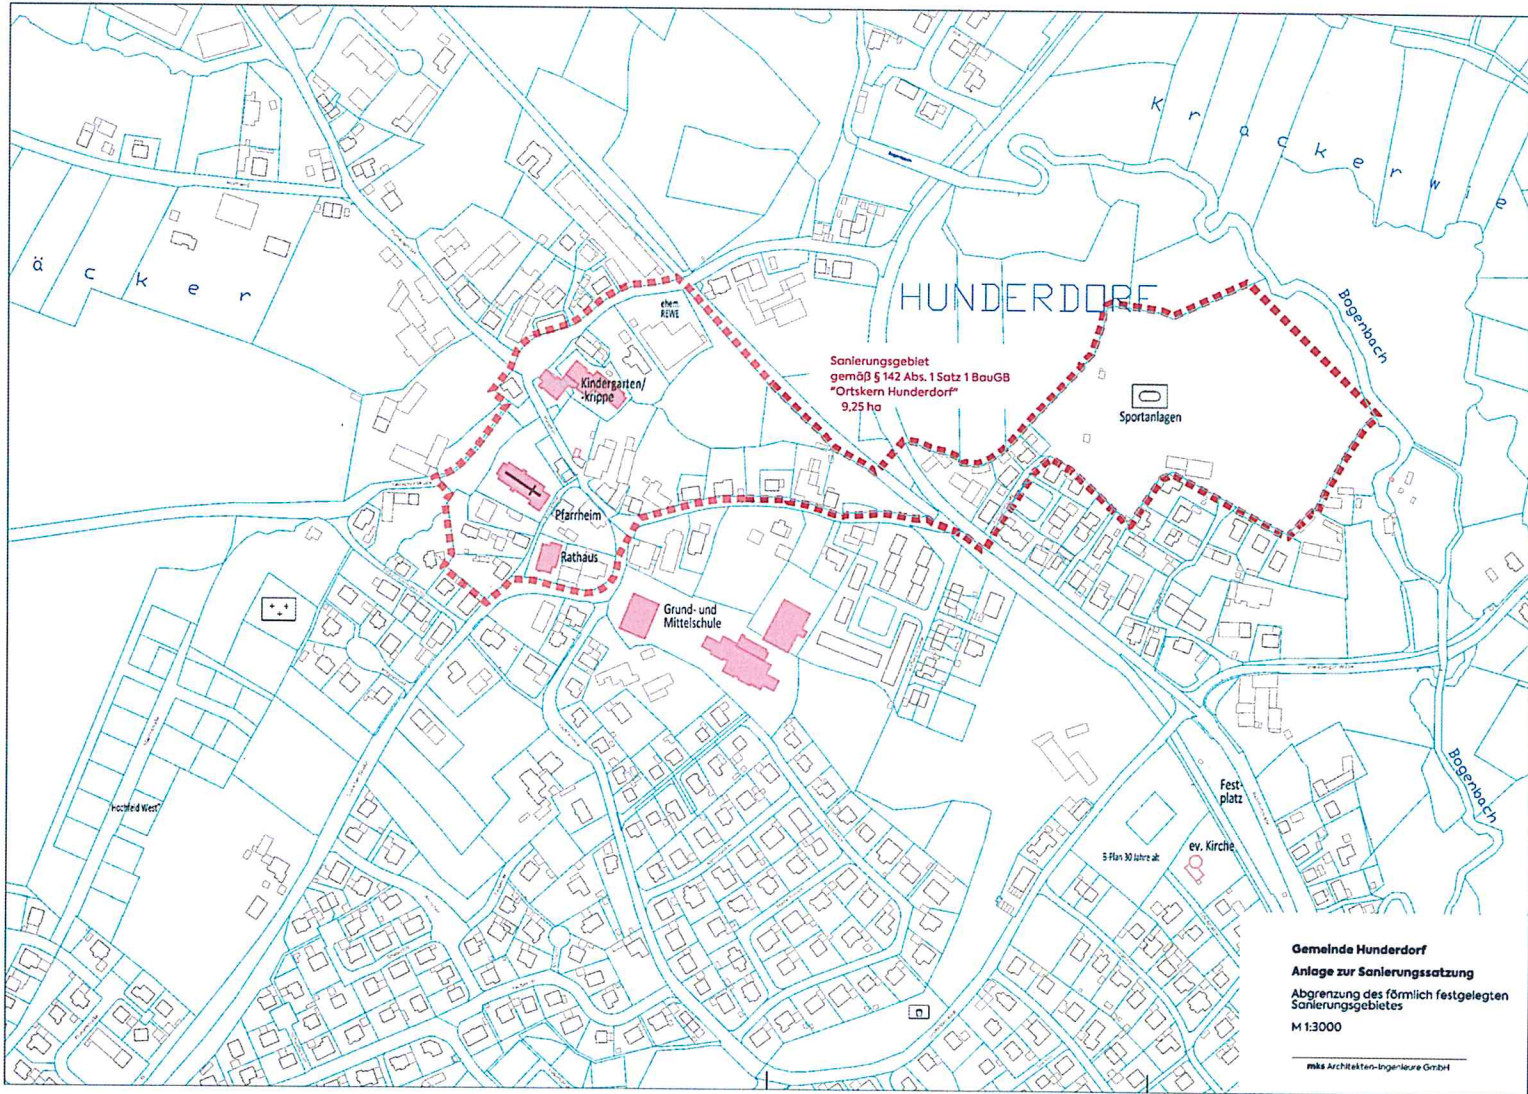 K r a c k e r w i e
ä c k e r
HUNDERDORF
Bogenbach
ehem.
REWE
Sanierungsgebiet
gemäß § 142 Abs. 1 Satz 1 BauGB
"Ortskern Hunderdorf"
9,25 ha
Kindergarten/
-krippe
Sportanlagen
Pfarrheim
Rathaus
Grund- und
Mittelschule
Hochfeld West"
Fest-
platz
Bogenbach
B-Plan 30 Jahre alt
ev. Kirche
Gemeinde Hunderdorf
Anlage zur Sanierungssatzung
Abgrenzung des förmlich festgelegten
Sanierungsgebietes
M 1:3000
mks Architekten-Ingenieure GmbH